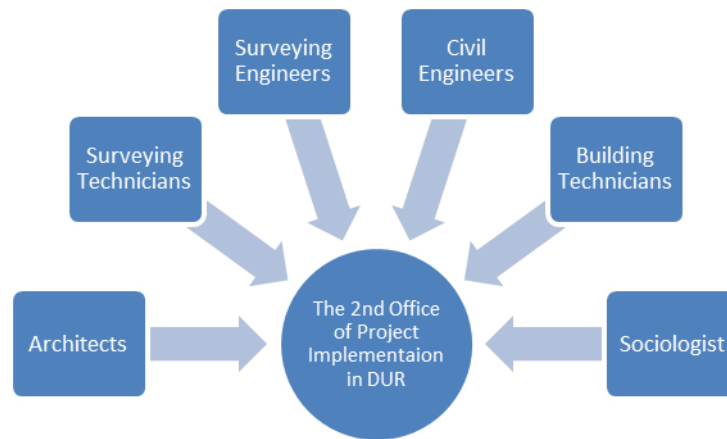 Surveying
Engineers
Civil
Engineers
Surveying
Technicians
Building
Technicians
Architects
The 2nd Office
of Project
Implementaion
in DUR
Sociologist